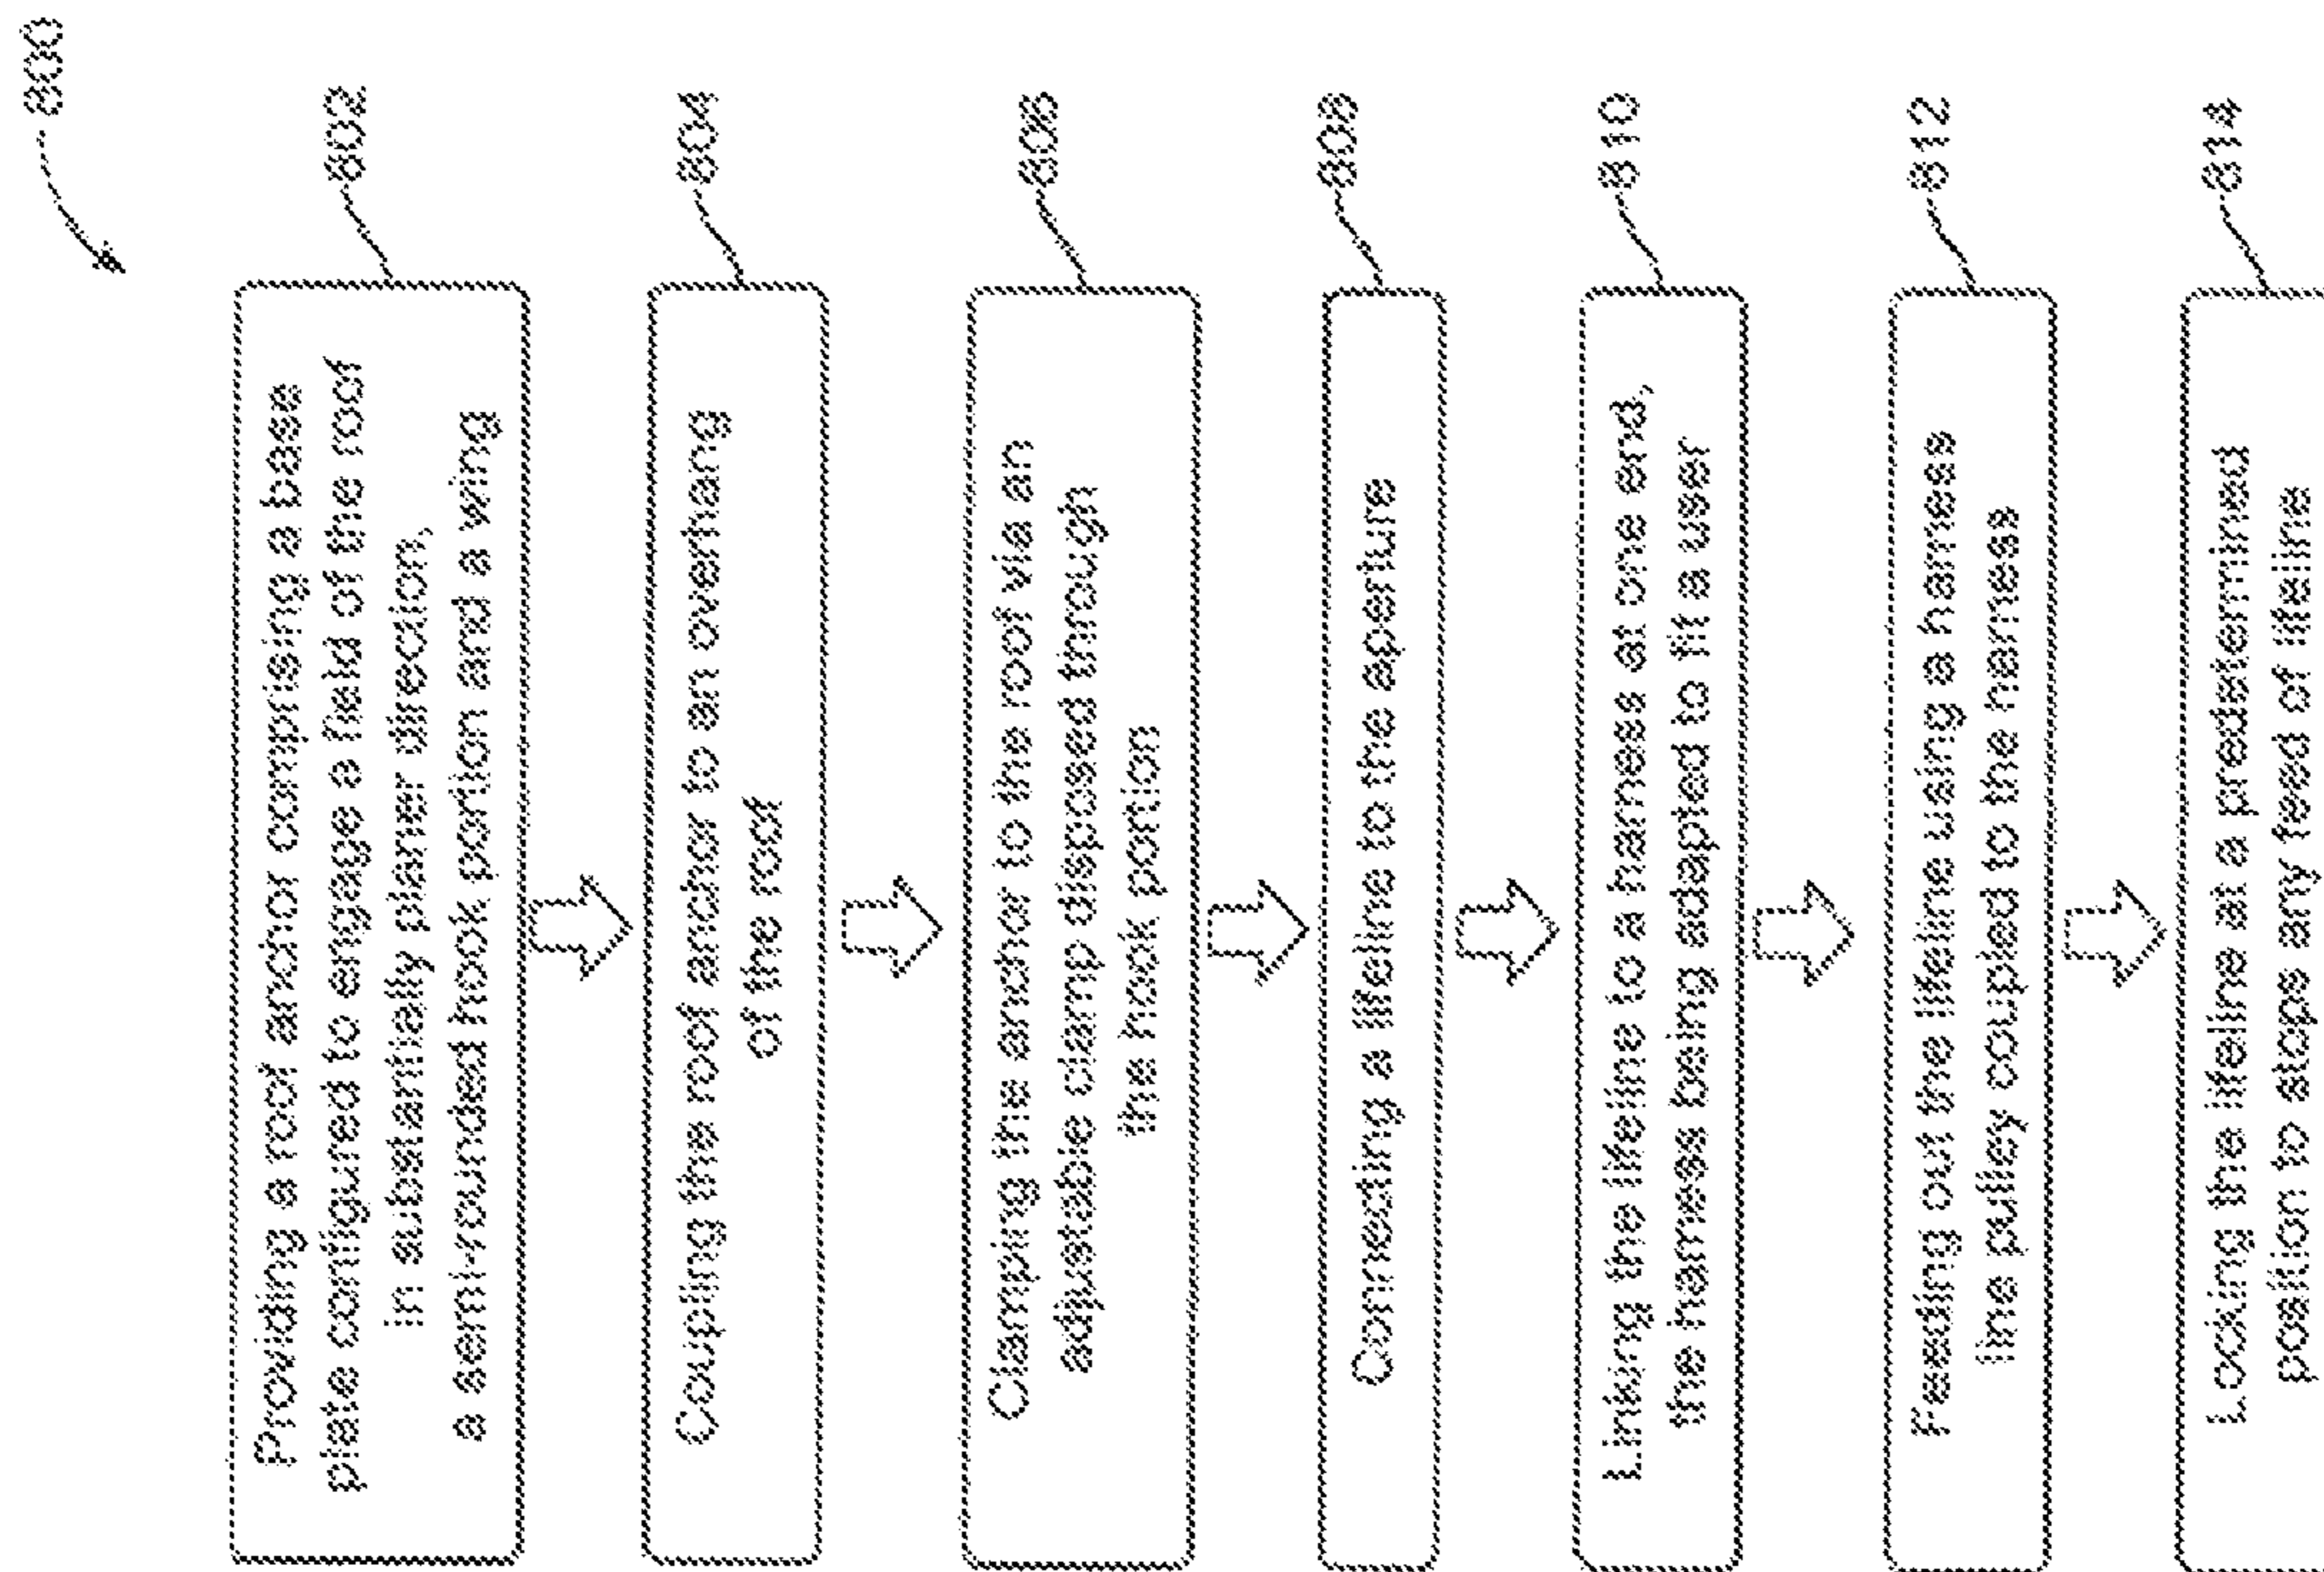 800
Providing a roof anchor comprising a base
plate configured to engage a field of the roof
in substantially planer direction,
a semi-rounded hook portion and a wing
802
Coupling the roof anchor to an overhang
of the roof
804
Clamping the anchor to the roof via an
adjustable clamp disposed through
the hook portion
806
Connecting a lifeline to the aperture
808
Linking the lifeline to a harness at one end,
the harness being adapted to fit a user
810
Feeding out the lifeline using a harness
line pulley coupled to the harness
812
Locking the lifeline at a predetermined
position to stops any feed of lifeline
814